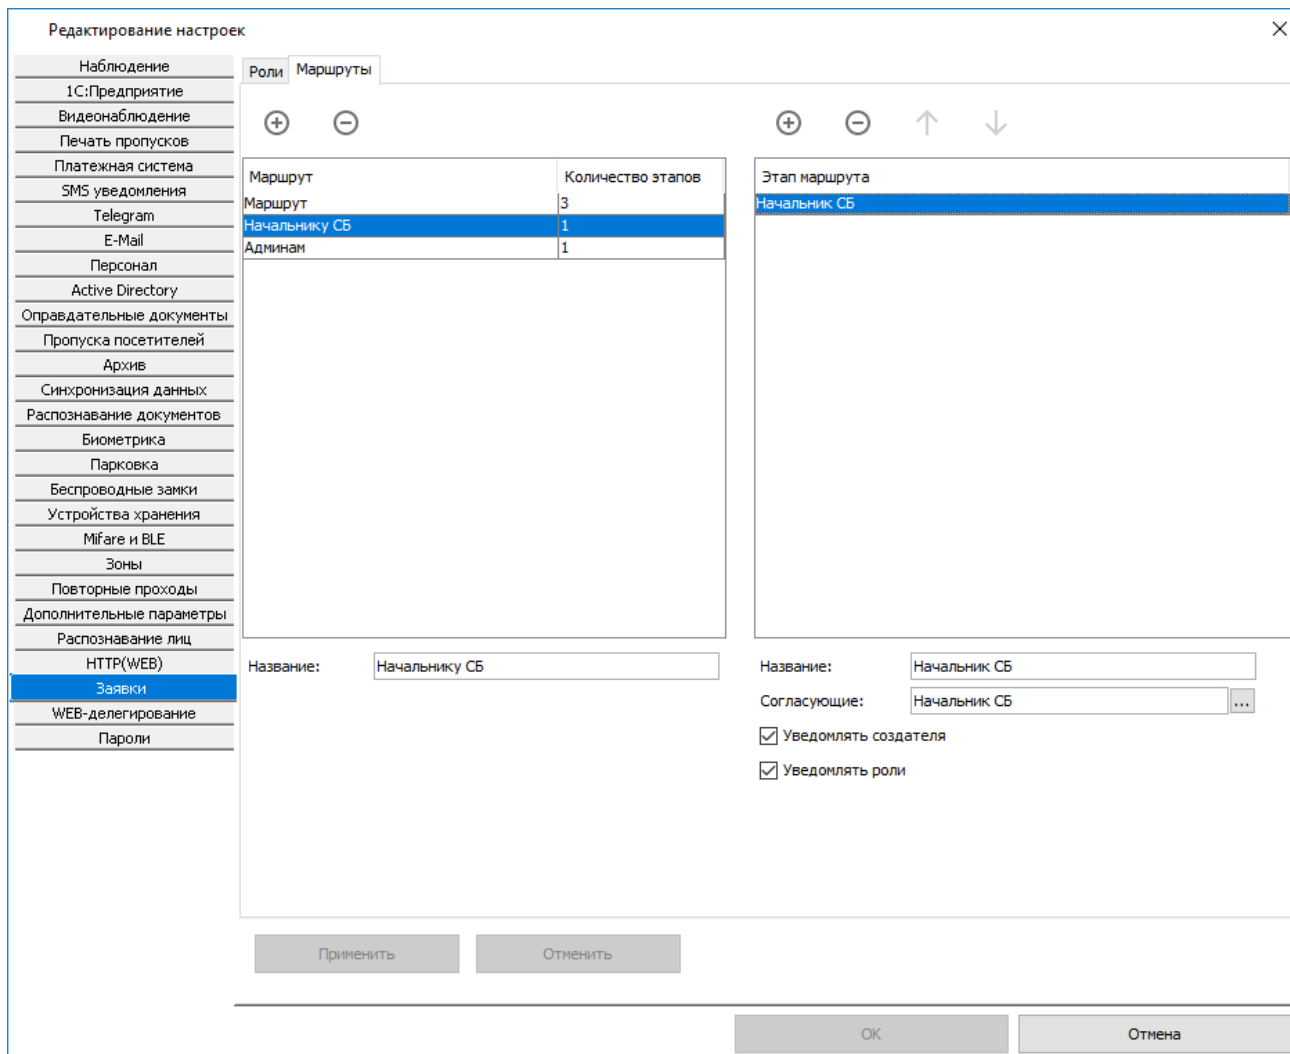 Редактирование настроек
Наблюдение
1С:Предприятие
Видеонаблюдение
Печать пропусков
Платежная система
SMS уведомления
Telegram
E-Mail
Персонал
Active Directory
Оправдательные документы
Пропуска посетителей
Архив
Синхронизация данных
Распознавание документов
Биометрика
Парковка
Беспроводные замки
Устройства хранения
Mifare и BLE
Зоны
Повторные проходы
Дополнительные параметры
Распознавание лиц
HTTP(WEB)
Заявки
WEB-делегирование
Пароли
Роли Маршруты
Маршрут Количество этапов
Маршрут 3
Начальнику СБ 1
Админам 1
Название: Начальнику СБ
Этап маршрута
Начальник СБ
Название: Начальник СБ
Согласующие: Начальник СБ ...
Уведомлять создателя
Уведомлять роли
Применить Отменить
OK Отмена